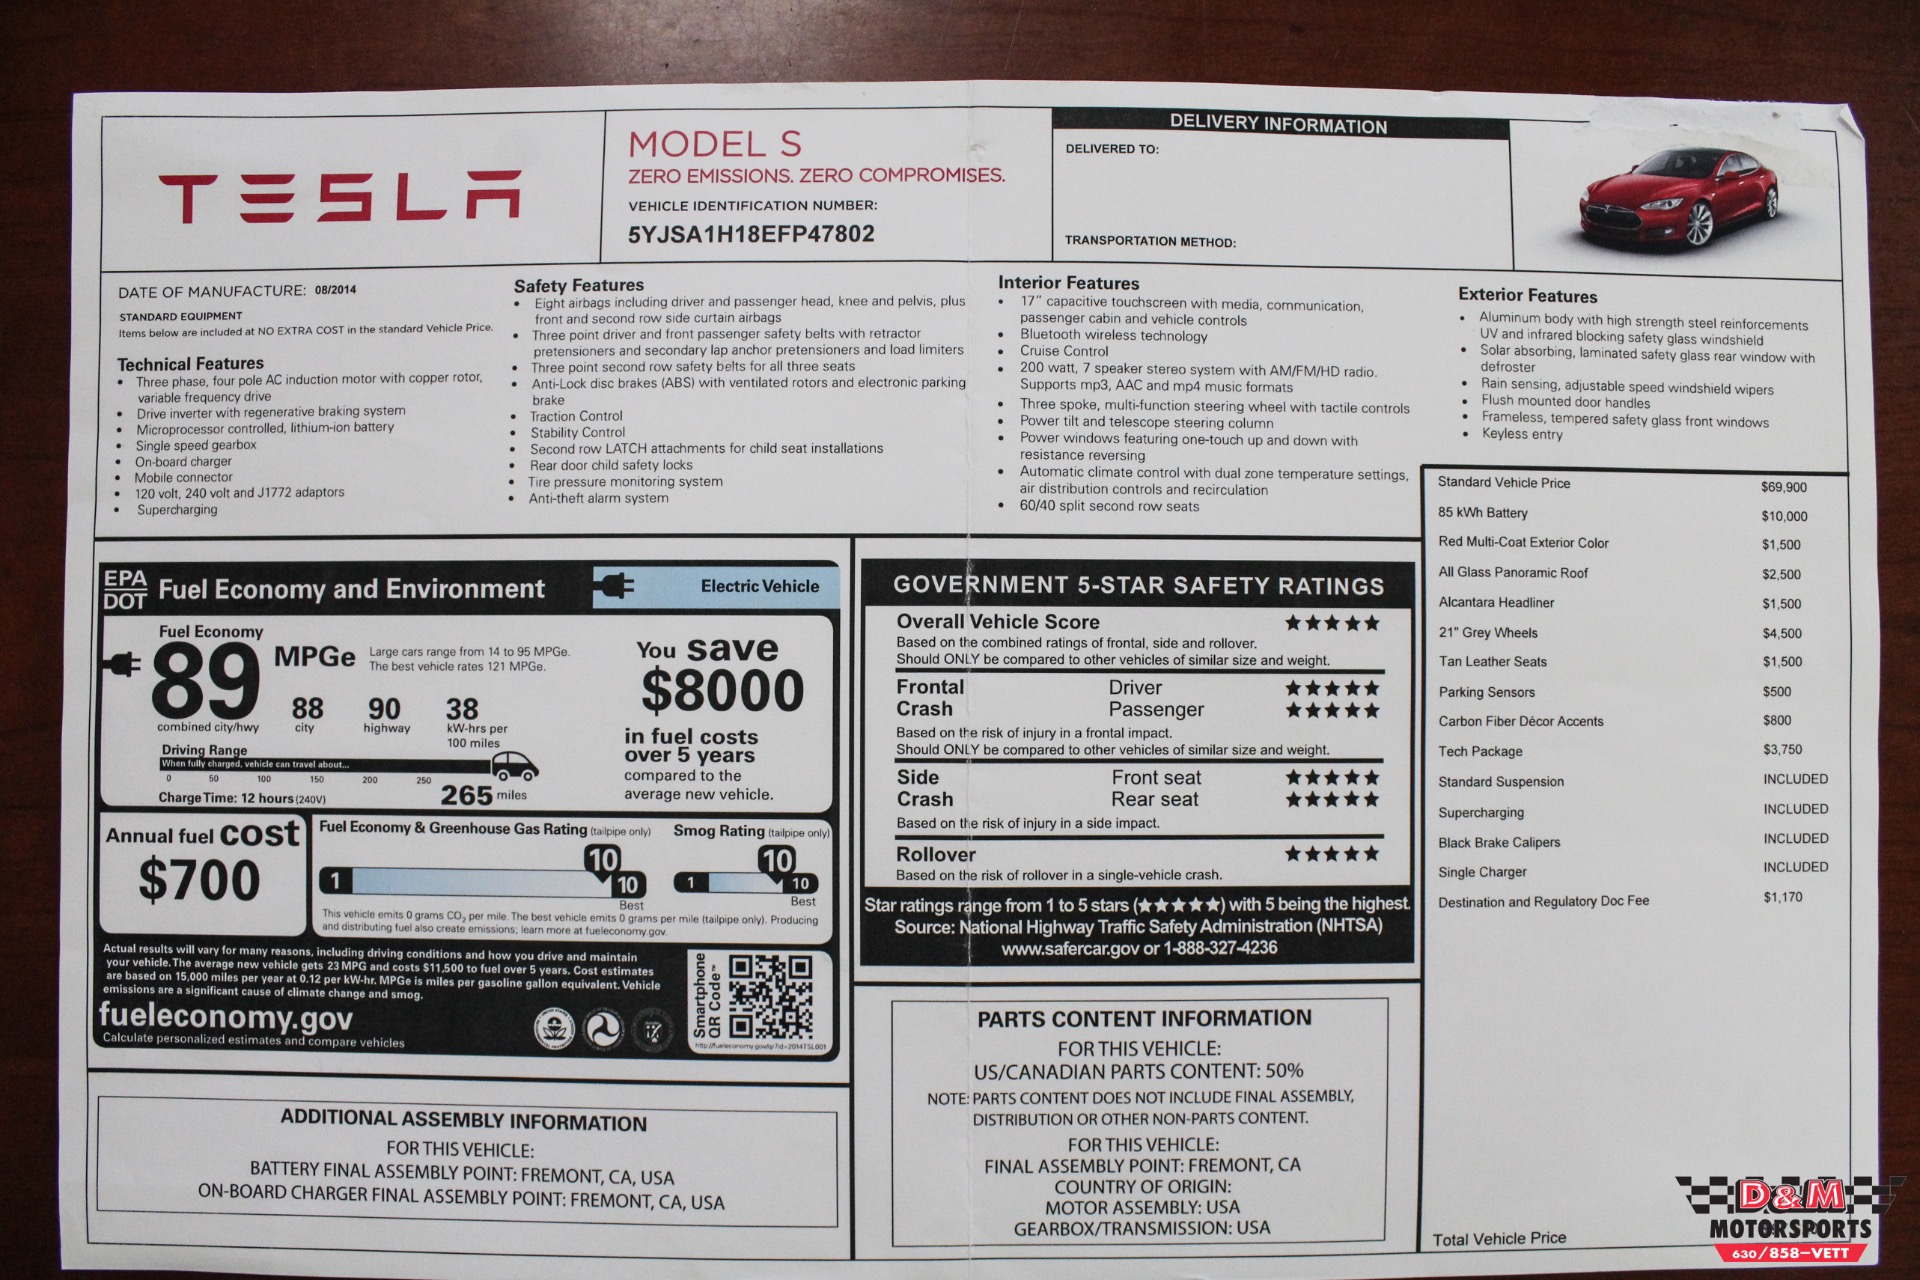 TESLA
MODEL S
ZERO EMISSIONS. ZERO COMPROMISES.
VEHICLE IDENTIFICATION NUMBER:
5YJSA1H18EFP47802
DELIVERY INFORMATION
DELIVERED TO:
TRANSPORTATION METHOD:
DATE OF MANUFACTURE: 08/2014
STANDARD EQUIPMENT
Items below are included at NO EXTRA COST in the standard Vehicle Price.
Technical Features
• Three phase, four pole AC induction motor with copper rotor,
variable frequency drive
• Drive inverter with regenerative braking system
• Microprocessor controlled, lithium-ion battery
• Single speed gearbox
• On-board charger
• Mobile connector
• 120 volt, 240 volt and J1772 adaptors
• Supercharging
Safety Features
• Eight airbags including driver and passenger head, knee and pelvis, plus
front and second row side curtain airbags
• Three point driver and front passenger safety belts with retractor
pretensioners and secondary lap anchor pretensioners and load limiters
• Three point second row safety belts for all three seats
• Anti-Lock disc brakes (ABS) with ventilated rotors and electronic parking
brake
• Traction Control
• Stability Control
• Second row LATCH attachments for child seat installations
• Rear door child safety locks
• Tire pressure monitoring system
• Anti-theft alarm system
Interior Features
• 17" capacitive touchscreen with media, communication,
passenger cabin and vehicle controls
• Bluetooth wireless technology
• Cruise Control
• 200 watt, 7 speaker stereo system with AM/FM/HD radio.
Supports mp3, AAC and mp4 music formats
• Three spoke, multi-function steering wheel with tactile controls
• Power tilt and telescope steering column
• Power windows featuring one-touch up and down with
resistance reversing
• Automatic climate control with dual zone temperature settings,
air distribution controls and recirculation
• 60/40 split second row seats
Exterior Features
• Aluminum body with high strength steel reinforcements
UV and infrared blocking safety glass windshield
• Solar absorbing, laminated safety glass rear window with
defroster
• Rain sensing, adjustable speed windshield wipers
• Flush mounted door handles
• Frameless, tempered safety glass front windows
• Keyless entry
EPA
DOT
Fuel Economy and Environment
Electric Vehicle
Fuel Economy
89 MPGe
combined city/hwy
Large cars range from 14 to 95 MPGe.
The best vehicle rates 121 MPGe.
88 90 38
city highway kW-hrs per
100 miles
Driving Range
When fully charged, vehicle can travel about...
0 50 100 150 200 250
265 miles
Charge Time: 12 hours (240V)
You save
$8000
in fuel costs
over 5 years
compared to the
average new vehicle.
Annual fuel cost
$700
Fuel Economy & Greenhouse Gas Rating (tailpipe only)
10
1 10
Best
Smog Rating (tailpipe only)
10
1 10
Best
This vehicle emits 0 grams CO2 per mile. The best vehicle emits 0 grams per mile (tailpipe only). Producing
and distributing fuel also create emissions; learn more at fueleconomy.gov.
Actual results will vary for many reasons, including driving conditions and how you drive and maintain
your vehicle. The average new vehicle gets 23 MPG and costs $11,500 to fuel over 5 years. Cost estimates
are based on 15,000 miles per year at 0.12 per kW-hr. MPGe is miles per gasoline gallon equivalent. Vehicle
emissions are a significant cause of climate change and smog.
fueleconomy.gov
Calculate personalized estimates and compare vehicles
Smartphone
QR Code™
http://fueleconomy.gov/q/?id=2014TSL001
GOVERNMENT 5-STAR SAFETY RATINGS
Overall Vehicle Score ★★★★★
Based on the combined ratings of frontal, side and rollover.
Should ONLY be compared to other vehicles of similar size and weight.
Frontal Driver ★★★★★
Crash Passenger ★★★★★
Based on the risk of injury in a frontal impact.
Should ONLY be compared to other vehicles of similar size and weight.
Side Front seat ★★★★★
Crash Rear seat ★★★★★
Based on the risk of injury in a side impact.
Rollover ★★★★★
Based on the risk of rollover in a single-vehicle crash.
Star ratings range from 1 to 5 stars (★★★★★) with 5 being the highest.
Source: National Highway Traffic Safety Administration (NHTSA)
www.safercar.gov or 1-888-327-4236
Standard Vehicle Price $69,900
85 kWh Battery $10,000
Red Multi-Coat Exterior Color $1,500
All Glass Panoramic Roof $2,500
Alcantara Headliner $1,500
21" Grey Wheels $4,500
Tan Leather Seats $1,500
Parking Sensors $500
Carbon Fiber Décor Accents $800
Tech Package $3,750
Standard Suspension INCLUDED
Supercharging INCLUDED
Black Brake Calipers INCLUDED
Single Charger INCLUDED
Destination and Regulatory Doc Fee $1,170
Total Vehicle Price
ADDITIONAL ASSEMBLY INFORMATION
FOR THIS VEHICLE:
BATTERY FINAL ASSEMBLY POINT: FREMONT, CA, USA
ON-BOARD CHARGER FINAL ASSEMBLY POINT: FREMONT, CA, USA
PARTS CONTENT INFORMATION
FOR THIS VEHICLE:
US/CANADIAN PARTS CONTENT: 50%
NOTE: PARTS CONTENT DOES NOT INCLUDE FINAL ASSEMBLY,
DISTRIBUTION OR OTHER NON-PARTS CONTENT.
FOR THIS VEHICLE:
FINAL ASSEMBLY POINT: FREMONT, CA
COUNTRY OF ORIGIN:
MOTOR ASSEMBLY: USA
GEARBOX/TRANSMISSION: USA
D&M
MOTORSPORTS
630/858-VETT